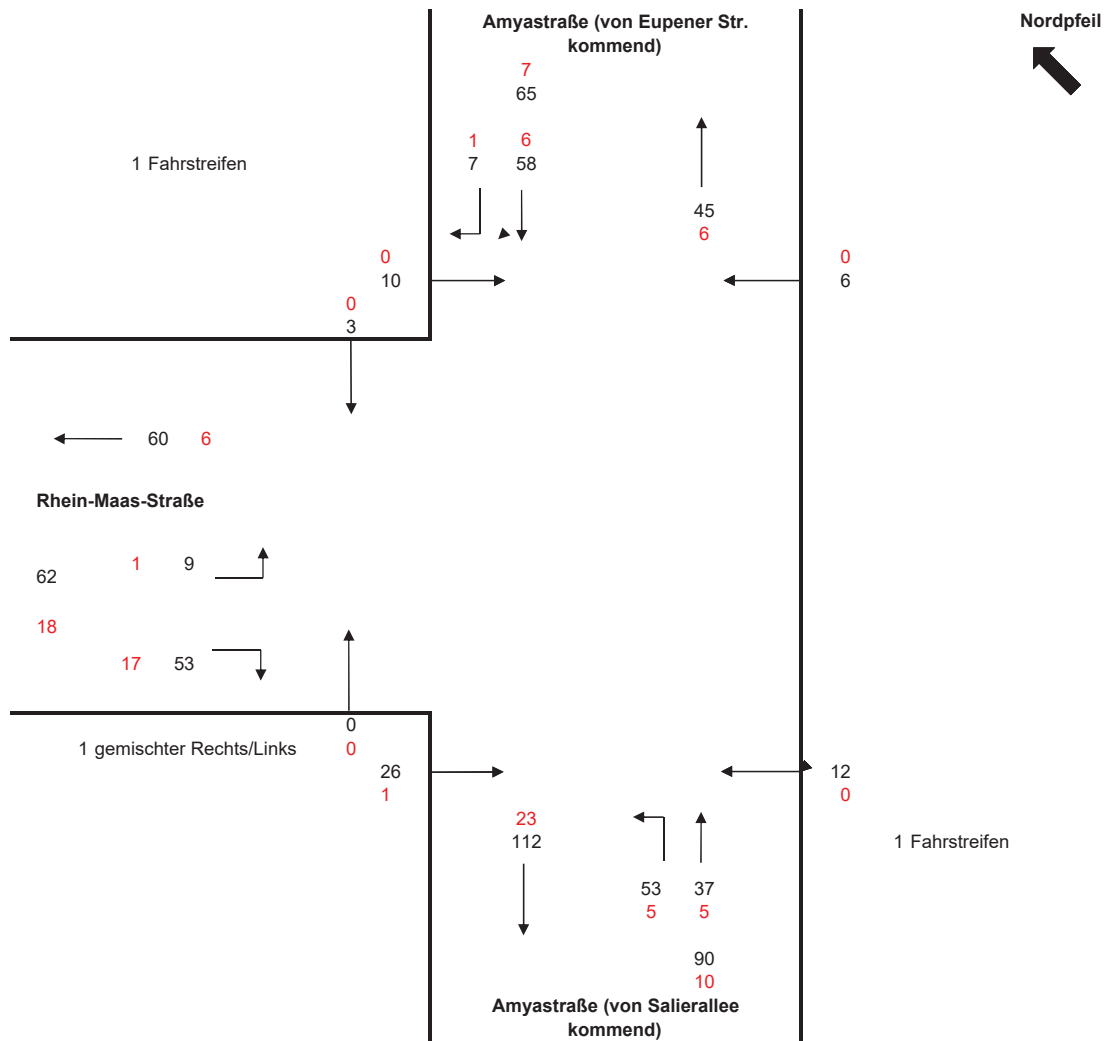 Amyastraße (von Eupener Str.
kommend)
Nordpfeil
7
65
1 6
1 Fahrstreifen 7 58
45
6
0 0
10 6
0
3
60 6
Rhein-Maas-Straße
1 9
62
18
17 53
0
1 gemischter Rechts/Links 0
26 12
1 0
23
112 1 Fahrstreifen
53 37
5 5
90
10
Amyastraße (von Salierallee
kommend)